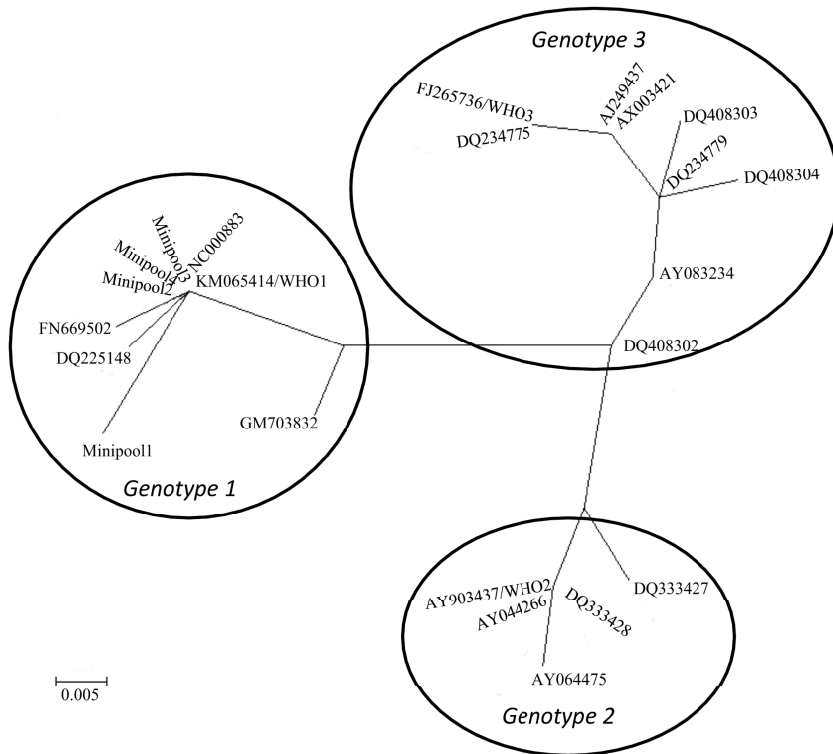 Genotype 3
FJ265736/WHO3
DQ234775
AJ249437
AX003421
DQ408303
DQ234779
DQ408304
AY083234
DQ408302
Minipool3
NC000883
Minipool4
Minipool2
KM065414/WHO1
FN669502
DQ225148
GM703832
Minipool1
Genotype 1
AY903437/WHO2
AY044266
DQ333428
DQ333427
AY064475
Genotype 2
0.005